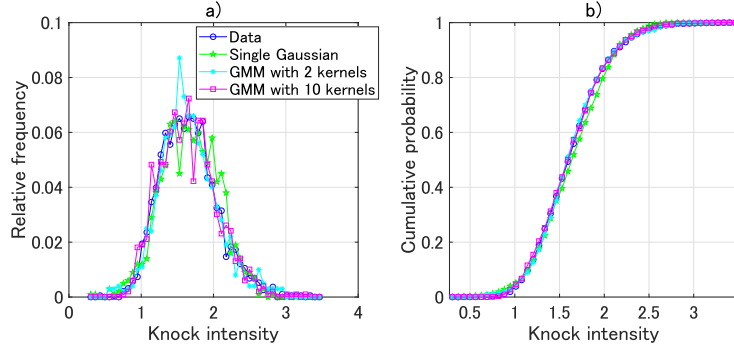 a)
Relative frequency
0.1
0.08
0.06
0.04
0.02
0
0 1 2 3 4
Knock intensity
Data
Single Gaussian
GMM with 2 kernels
GMM with 10 kernels
b)
Cumulative probability
1
0.8
0.6
0.4
0.2
0
0.5 1 1.5 2 2.5 3
Knock intensity